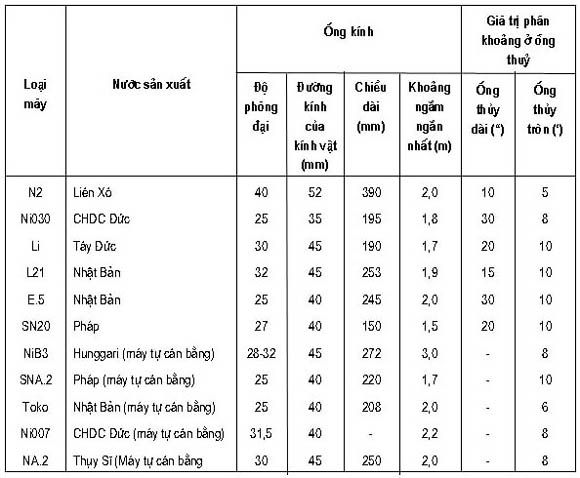 Loại máy
Nước sản xuất
Ống kính
Giá trị phân khoảng ở ống thuỷ
Độ phóng đại
Đường kính của kính vật (mm)
Chiều dài (mm)
Khoảng ngắm ngắn nhất (m)
Ống thủy dài (")
Ống thủy tròn (')
N2 Liên Xô 40 52 390 2,0 10 5
Ni030 CHDC Đức 25 35 195 1,8 30 8
Li Tây Đức 30 45 190 1,7 20 10
L21 Nhật Bản 32 45 253 1,9 15 10
E.5 Nhật Bản 25 40 245 2,0 30 10
SN20 Pháp 27 40 150 1,5 20 10
NiB3 Hunggari (máy tự cân bằng) 28-32 45 272 3,0 - 8
SNA.2 Pháp (máy tự cân bằng) 25 40 220 1,7 - 10
Toko Nhật Bản (máy tự cân bằng) 25 40 208 2,0 - 6
Ni007 CHDC Đức (máy tự cân bằng) 31,5 40 - 2,2 - 8
NA.2 Thụy Sĩ (Máy tự cân bằng 30 45 250 2,0 - 8